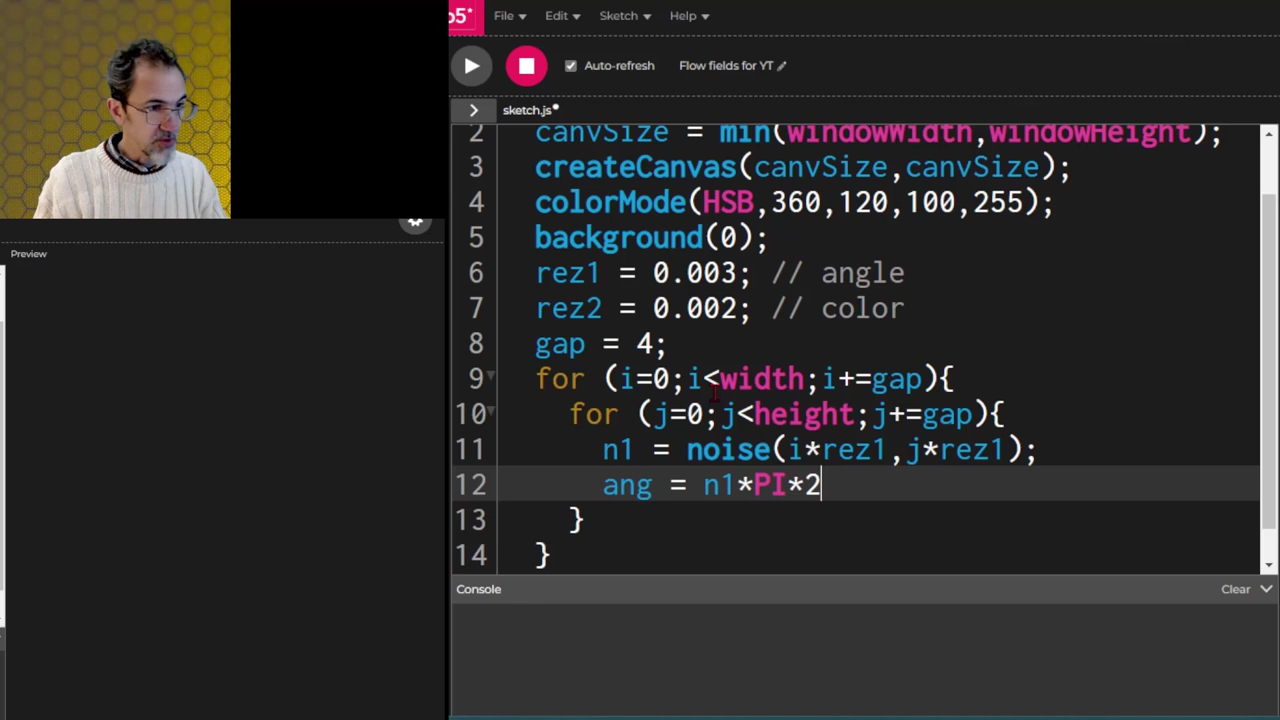 p5*
File
Edit
Sketch
Help
Auto-refresh
Flow fields for YT
sketch.js
Preview
2 canvSize = min(windowWidth,windowHeight);
3 createCanvas(canvSize,canvSize);
4 colorMode(HSB,360,120,100,255);
5 background(0);
6 rez1 = 0.003; // angle
7 rez2 = 0.002; // color
8 gap = 4;
9 for (i=0;i<width;i+=gap){
10 for (j=0;j<height;j+=gap){
11 n1 = noise(i*rez1,j*rez1);
12 ang = n1*PI*2
13 }
14 }
Console
Clear